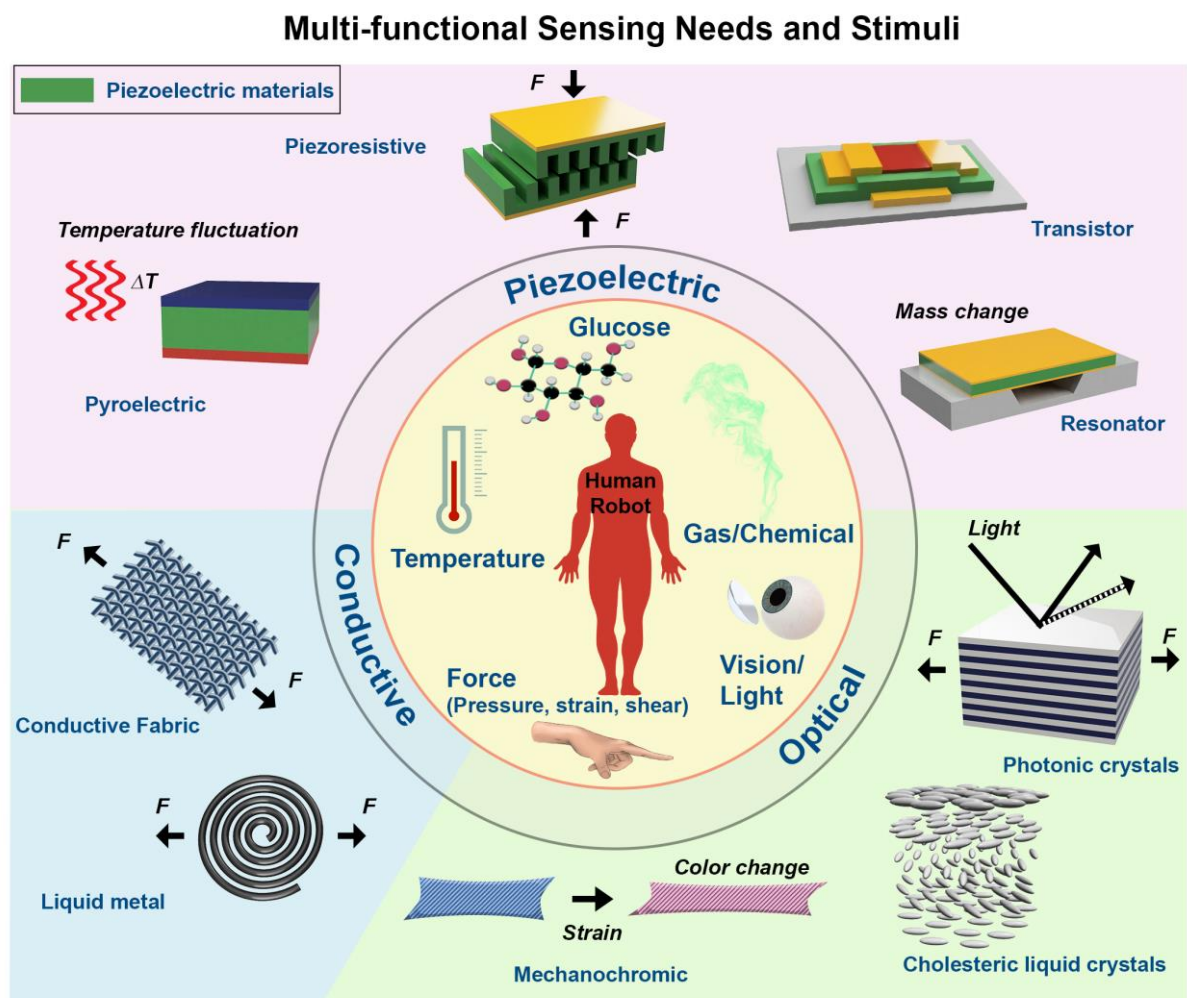 Multi-functional Sensing Needs and Stimuli
Piezoelectric materials
F
Piezoresistive
F
Transistor
Temperature fluctuation
ΔT
Pyroelectric
Mass change
Resonator
Piezoelectric
Glucose
Human
Robot
Gas/Chemical
Temperature
Vision/
Light
Force
(Pressure, strain, shear)
Conductive
Optical
F
F
Conductive Fabric
F
F
Liquid metal
Light
F
F
Photonic crystals
Color change
Strain
Mechanochromic
Cholesteric liquid crystals